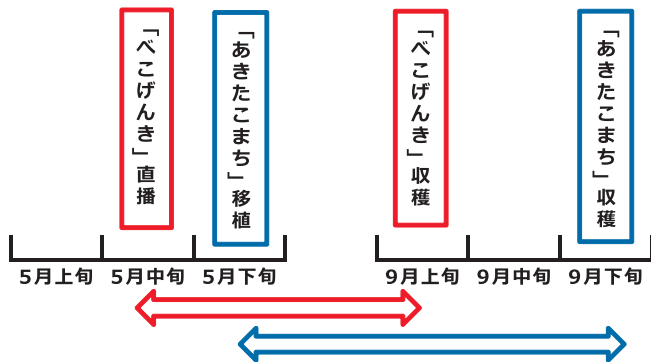 「べこげんき」直播
「あきたこまち」移植
「べこげんき」収穫
「あきたこまち」収穫
5月上旬
5月中旬
5月下旬
9月上旬
9月中旬
9月下旬